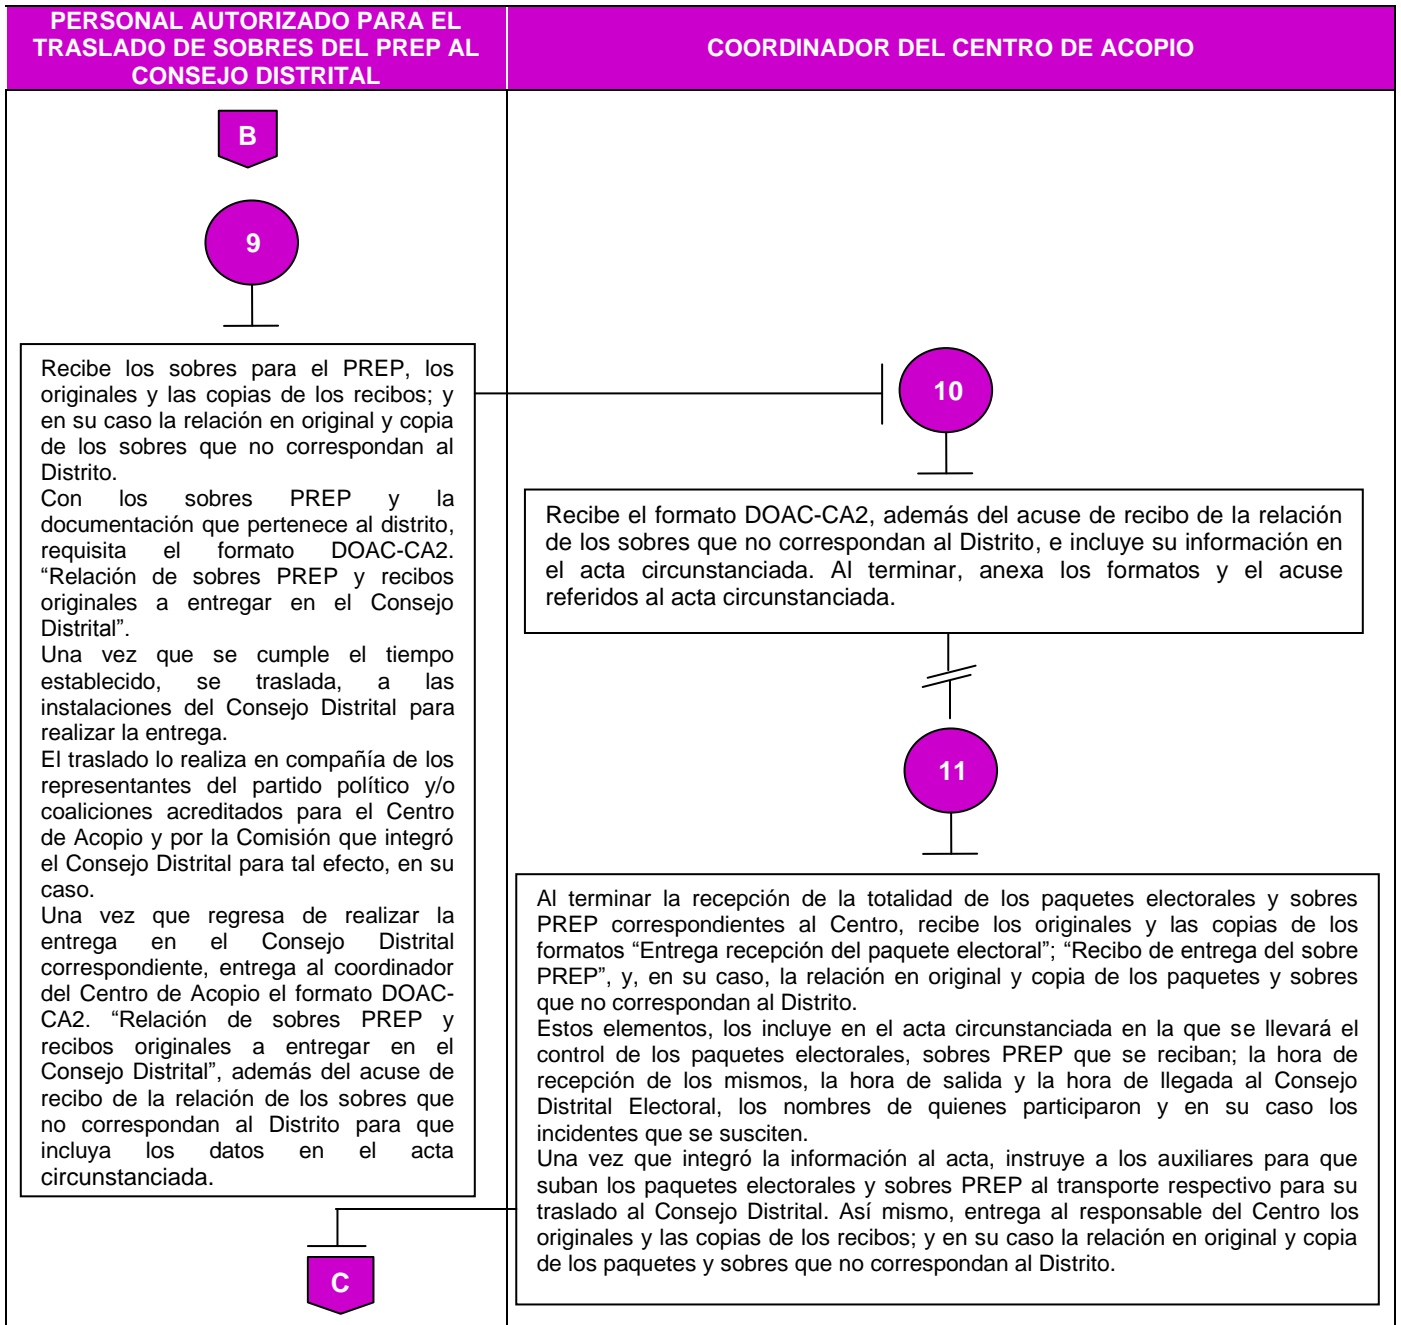 PERSONAL AUTORIZADO PARA EL
TRASLADO DE SOBRES DEL PREP AL
CONSEJO DISTRITAL
COORDINADOR DEL CENTRO DE ACOPIO
B
9
Recibe los sobres para el PREP, los
originales y las copias de los recibos; y
en su caso la relación en original y copia
de los sobres que no correspondan al
Distrito.
Con los sobres PREP y la
documentación que pertenece al distrito,
requisita el formato DOAC-CA2.
“Relación de sobres PREP y recibos
originales a entregar en el Consejo
Distrital”.
Una vez que se cumple el tiempo
establecido, se traslada, a las
instalaciones del Consejo Distrital para
realizar la entrega.
El traslado lo realiza en compañía de los
representantes del partido político y/o
coaliciones acreditados para el Centro
de Acopio y por la Comisión que integró
el Consejo Distrital para tal efecto, en su
caso.
Una vez que regresa de realizar la
entrega en el Consejo Distrital
correspondiente, entrega al coordinador
del Centro de Acopio el formato DOAC-
CA2. “Relación de sobres PREP y
recibos originales a entregar en el
Consejo Distrital”, además del acuse de
recibo de la relación de los sobres que
no correspondan al Distrito para que
incluya los datos en el acta
circunstanciada.
10
Recibe el formato DOAC-CA2, además del acuse de recibo de la relación
de los sobres que no correspondan al Distrito, e incluye su información en
el acta circunstanciada. Al terminar, anexa los formatos y el acuse
referidos al acta circunstanciada.
11
Al terminar la recepción de la totalidad de los paquetes electorales y sobres
PREP correspondientes al Centro, recibe los originales y las copias de los
formatos “Entrega recepción del paquete electoral”; “Recibo de entrega del sobre
PREP”, y, en su caso, la relación en original y copia de los paquetes y sobres
que no correspondan al Distrito.
Estos elementos, los incluye en el acta circunstanciada en la que se llevará el
control de los paquetes electorales, sobres PREP que se reciban; la hora de
recepción de los mismos, la hora de salida y la hora de llegada al Consejo
Distrital Electoral, los nombres de quienes participaron y en su caso los
incidentes que se susciten.
Una vez que integró la información al acta, instruye a los auxiliares para que
suban los paquetes electorales y sobres PREP al transporte respectivo para su
traslado al Consejo Distrital. Así mismo, entrega al responsable del Centro los
originales y las copias de los recibos; y en su caso la relación en original y copia
de los paquetes y sobres que no correspondan al Distrito.
C